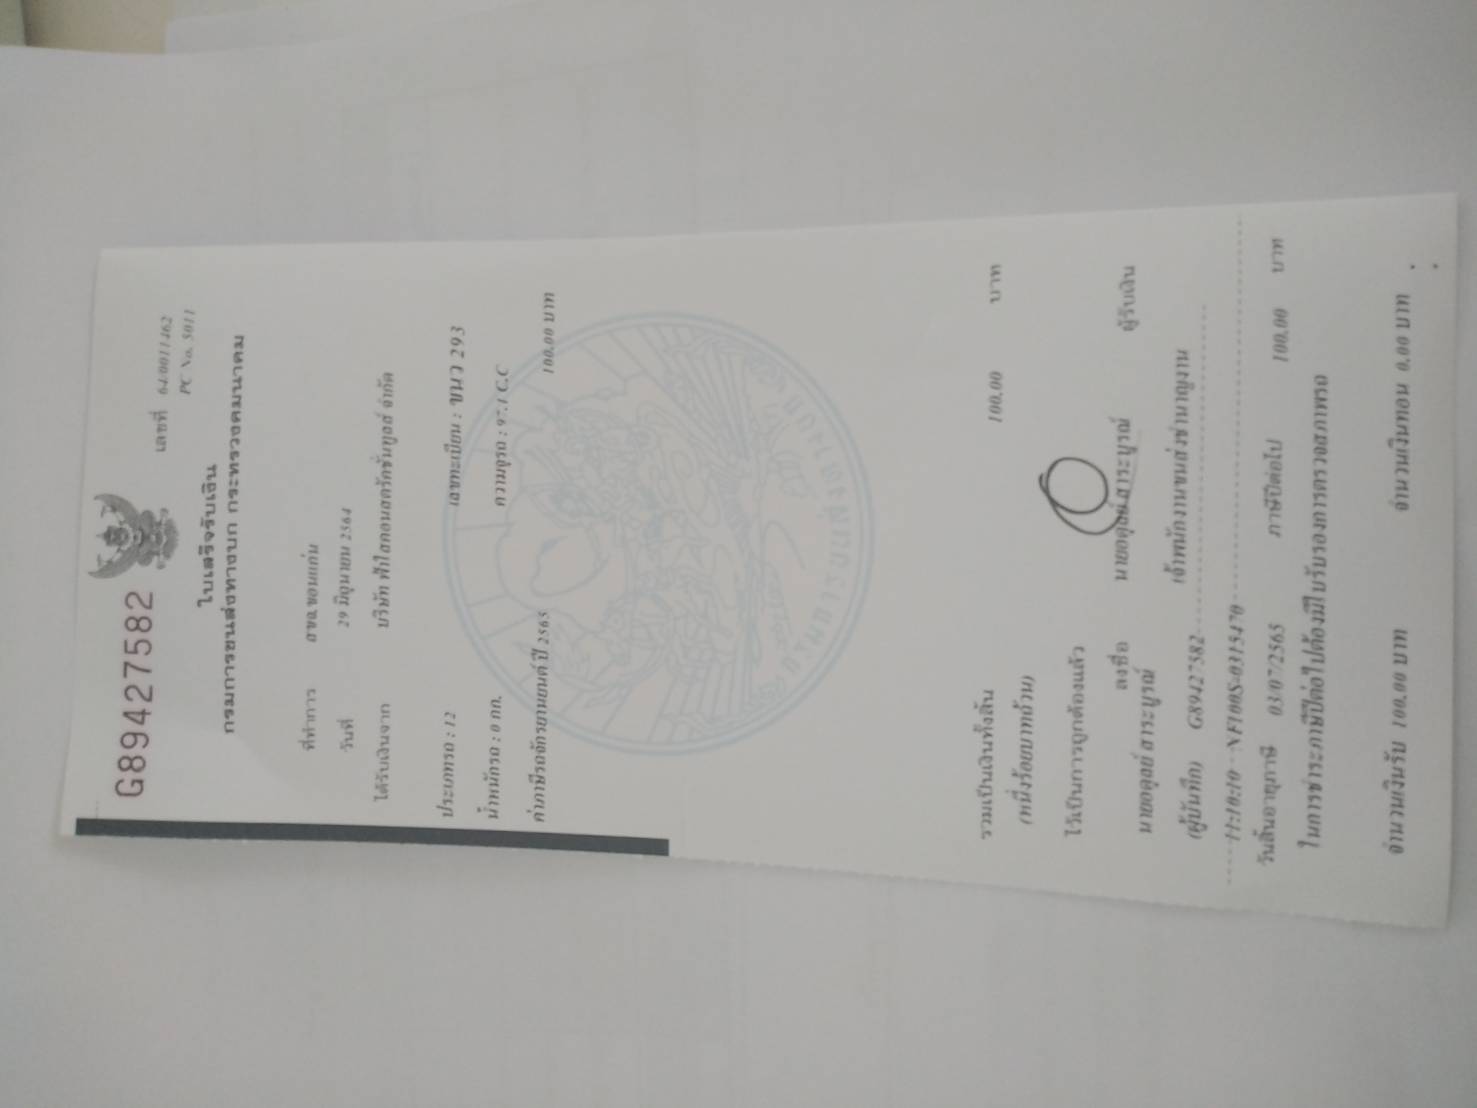 G89427582
เลขที่ 64/0011462
PC No. 5011
ใบเสร็จรับเงิน
กรมการขนส่งทางบก กระทรวงคมนาคม
ที่ทำการ สขจ.ขอนแก่น
วันที่ 29 มิถุนายน 2564
ได้รับเงินจาก บริษัท ฟ้าใสคอนสตรัคชั่นทูลส์ จำกัด
ประเภทรถ : 12 เลขทะเบียน : ขนว 293
น้ำหนักรถ : 0 กก. ความจุรถ : 97.1 C.C
ค่าภาษีรถจักรยานยนต์ ปี 2565 100.00 บาท
รวมเป็นเงินทั้งสิ้น 100.00 บาท
(หนึ่งร้อยบาทถ้วน)
ไว้เป็นการถูกต้องแล้ว
ลงชื่อ นายอดุลย์ สาระบูรณ์ ผู้รับเงิน
นายอดุลย์ สาระบูรณ์ เจ้าพนักงานขนส่งชำนาญงาน
(ผู้บันทึก) G89427582
11:10:10 - NF100S-0315470
วันสิ้นอายุภาษี 03/07/2565 ภาษีปีต่อไป 100.00 บาท
ในการชำระภาษีปีต่อไปต้องมีใบรับรองการตรวจสภาพรถ
จำนวนเงินรับ 100.00 บาท จำนวนเงินทอน 0.00 บาท